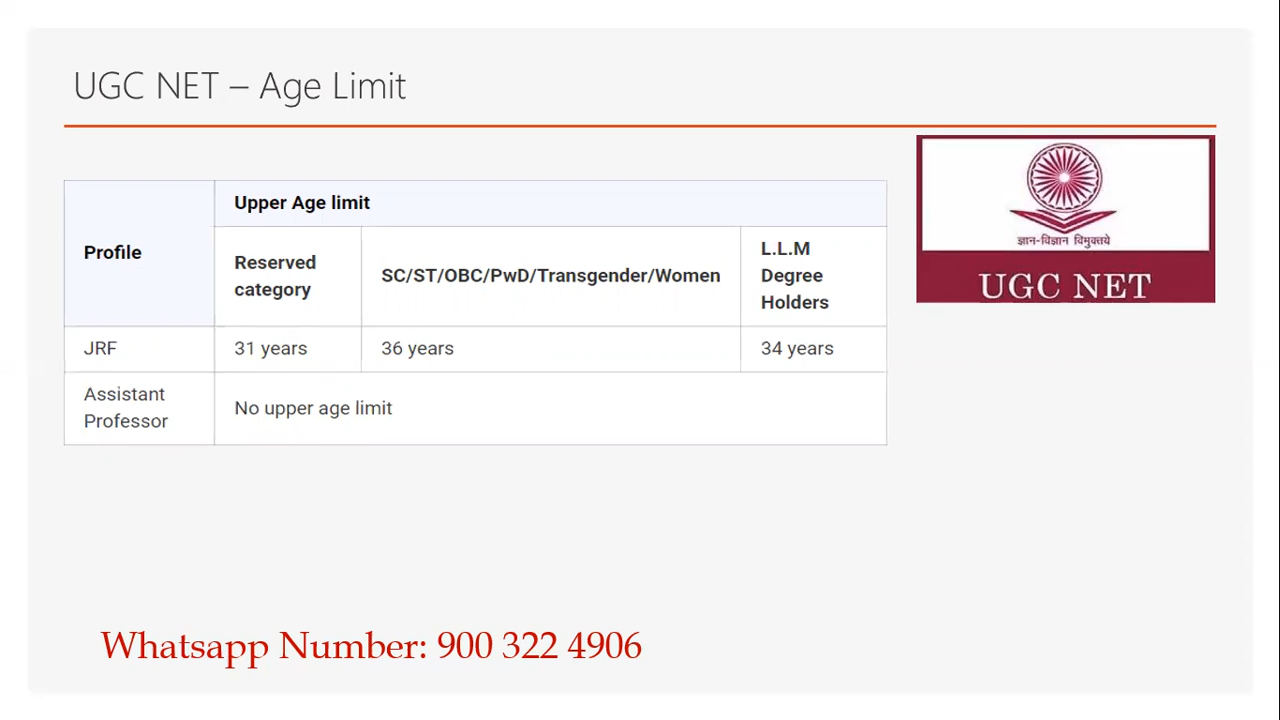 UGC NET – Age Limit
Profile
Upper Age limit
Reserved
category
SC/ST/OBC/PwD/Transgender/Women
L.L.M
Degree
Holders
JRF
31 years
36 years
34 years
Assistant
Professor
No upper age limit
ज्ञान-विज्ञान विमुक्तये
UGC NET
Whatsapp Number: 900 322 4906